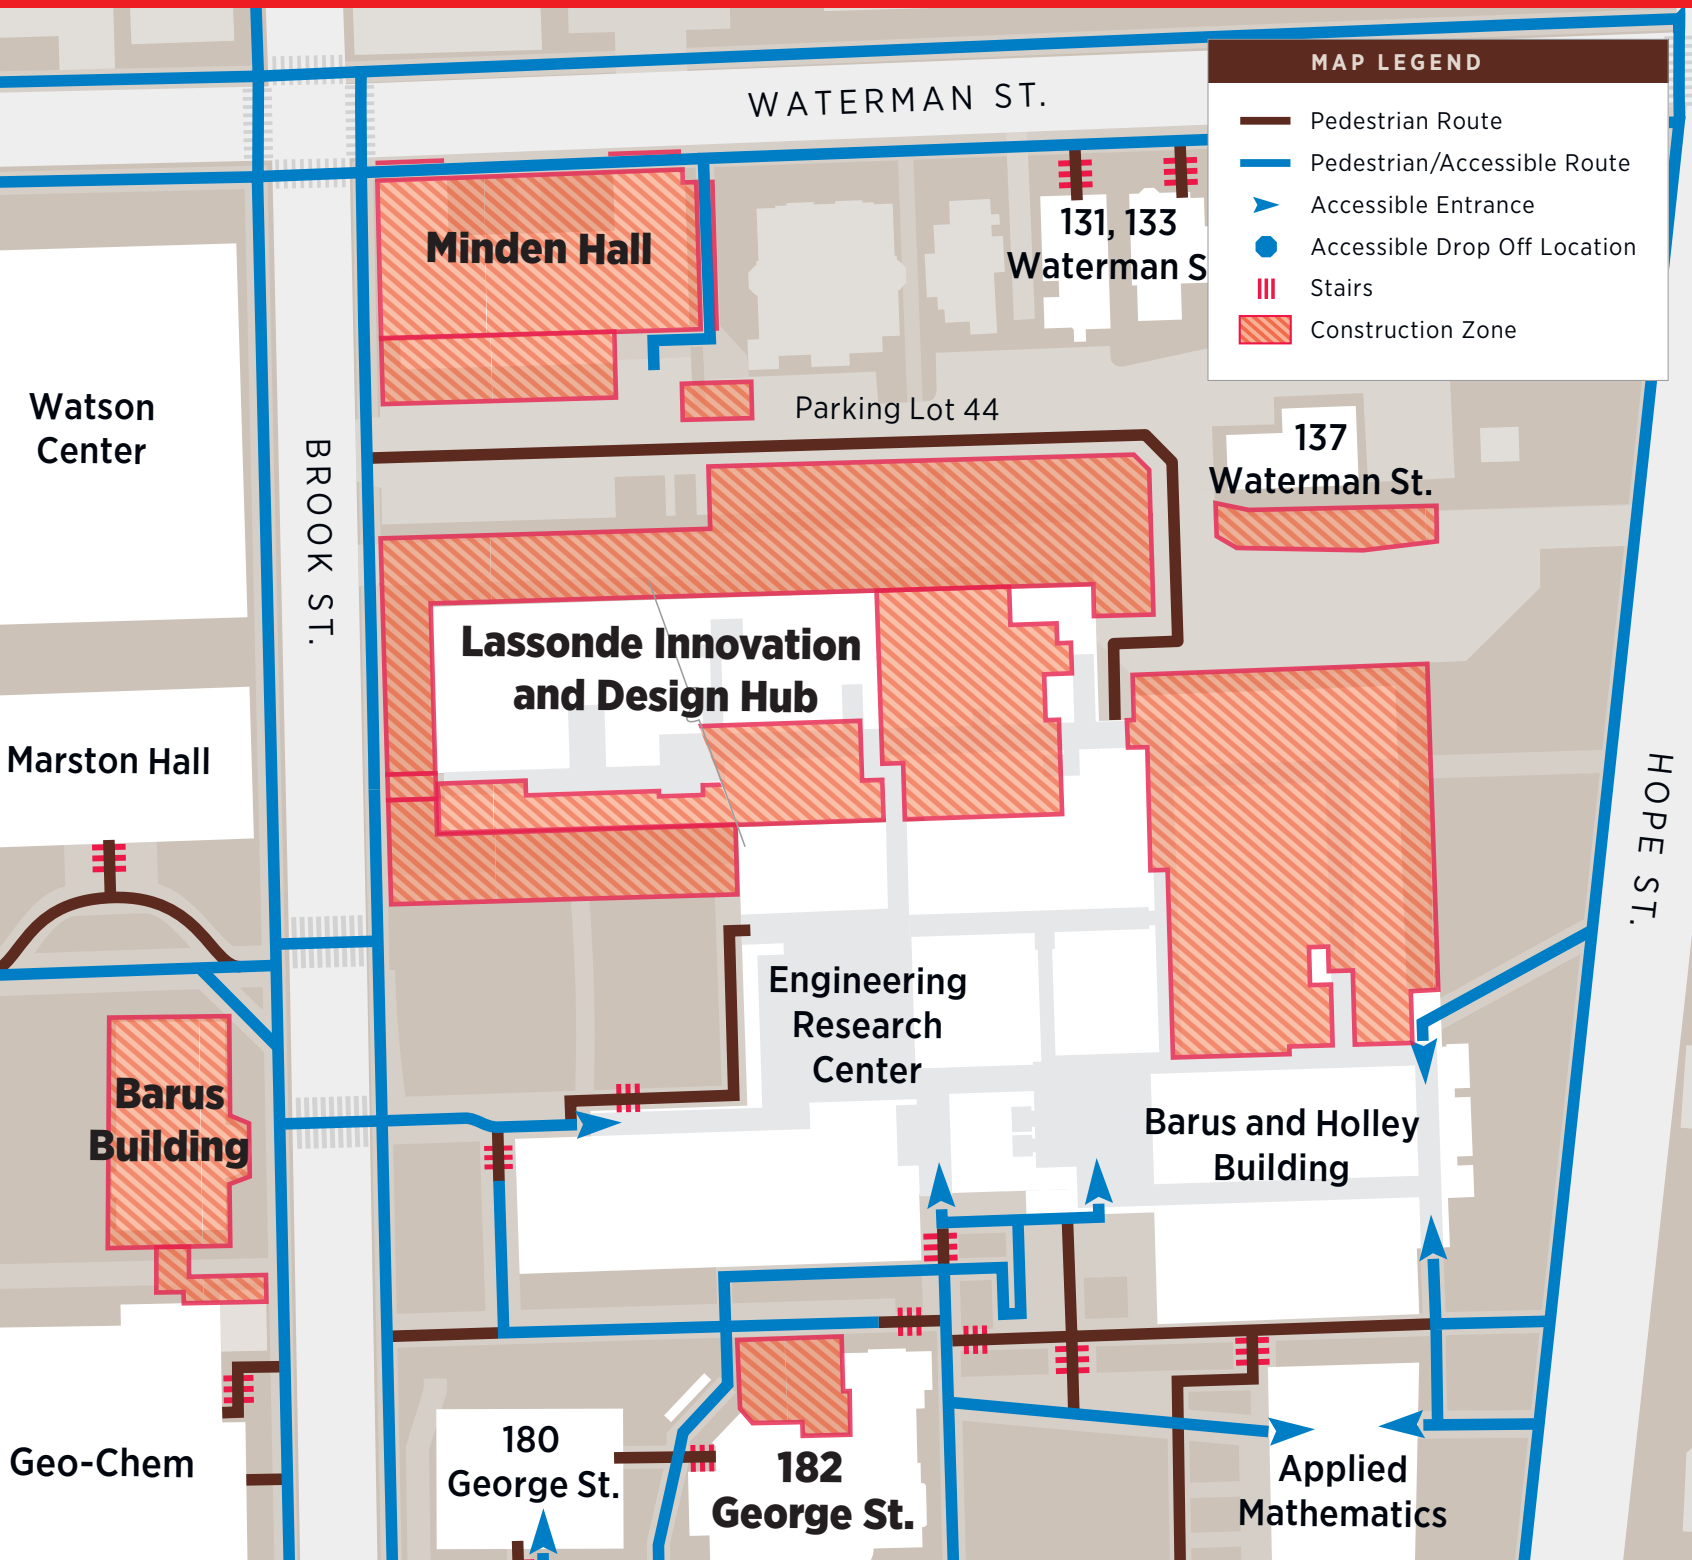 MAP LEGEND
Pedestrian Route
Pedestrian/Accessible Route
Accessible Entrance
Accessible Drop Off Location
Stairs
Construction Zone
WATERMAN ST.
Minden Hall
131, 133
Waterman S
Watson
Center
Parking Lot 44
137
Waterman St.
BROOK ST.
Lassonde Innovation
and Design Hub
Marston Hall
HOPE ST.
Engineering
Research
Center
Barus
Building
Barus and Holley
Building
180
George St.
182
George St.
Geo-Chem
Applied
Mathematics